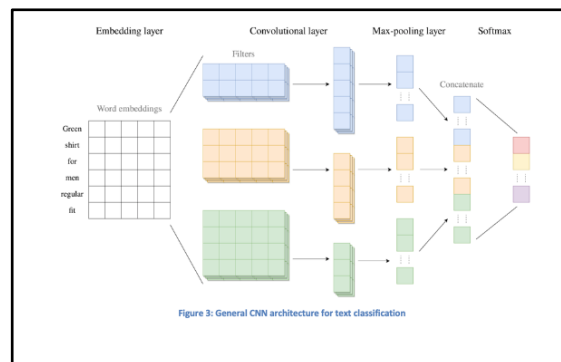 Embedding layer
Convolutional layer
Max-pooling layer
Softmax
Filters
Concatenate
Word embeddings
Green
shirt
for
men
regular
fit
Figure 3: General CNN architecture for text classification